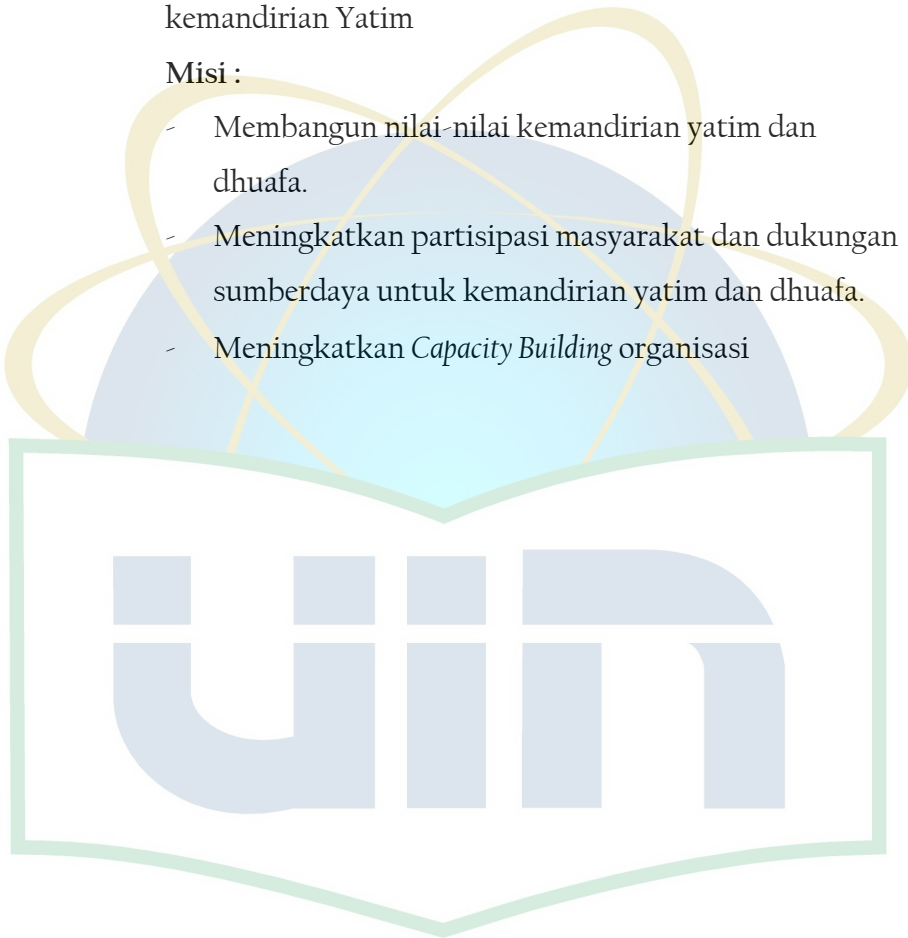 kemandirian Yatim
Misi :
- Membangun nilai-nilai kemandirian yatim dan
dhuafa.
- Meningkatkan partisipasi masyarakat dan dukungan
sumberdaya untuk kemandirian yatim dan dhuafa.
- Meningkatkan Capacity Building organisasi
uin